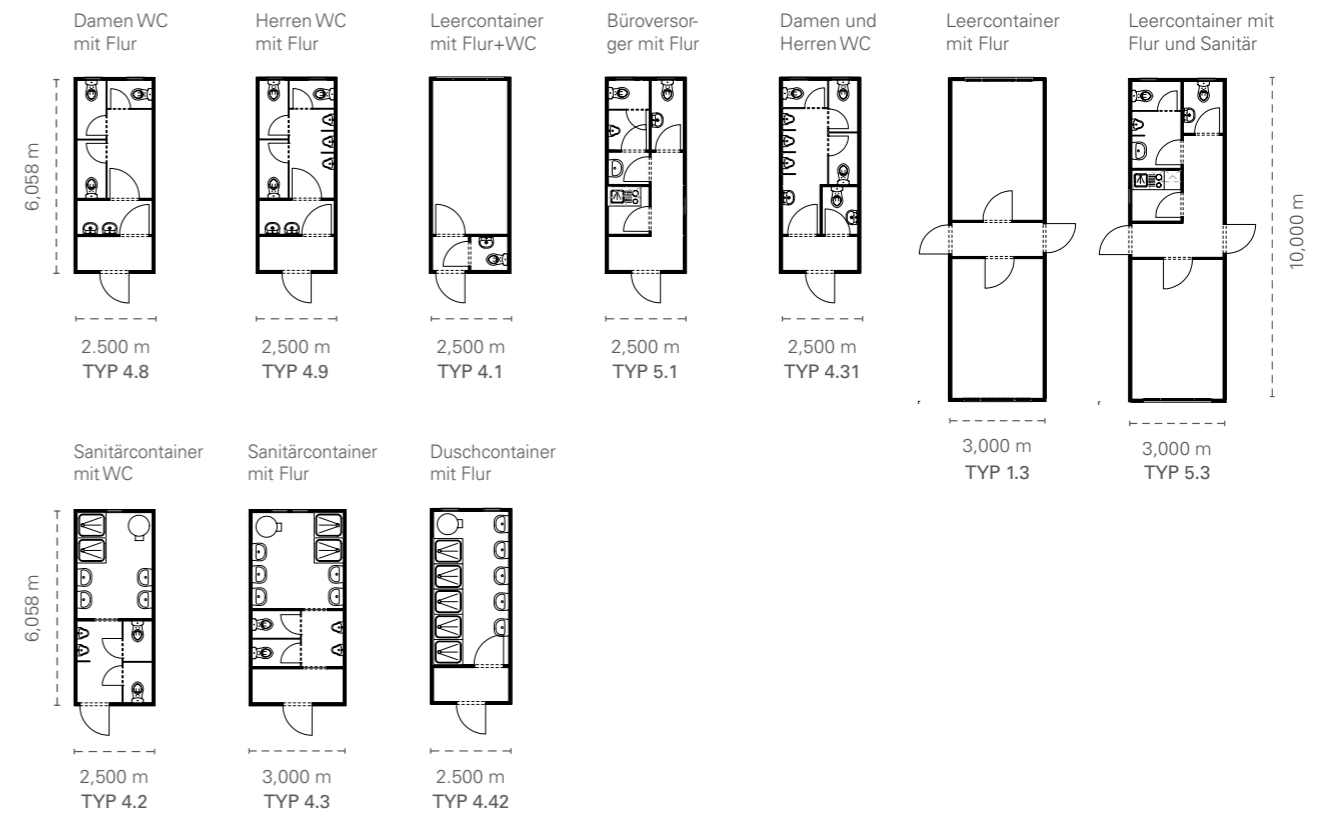 Damen WC
mit Flur
Herren WC
mit Flur
Leercontainer
mit Flur+WC
Büroversor-
ger mit Flur
Damen und
Herren WC
Leercontainer
mit Flur
Leercontainer mit
Flur und Sanitär
6,058 m
10,000 m
2.500 m
TYP 4.8
2,500 m
TYP 4.9
2,500 m
TYP 4.1
2,500 m
TYP 5.1
2,500 m
TYP 4.31
3,000 m
TYP 1.3
3,000 m
TYP 5.3
Sanitärcontainer
mit WC
Sanitärcontainer
mit Flur
Duschcontainer
mit Flur
6,058 m
2,500 m
TYP 4.2
3,000 m
TYP 4.3
2.500 m
TYP 4.42